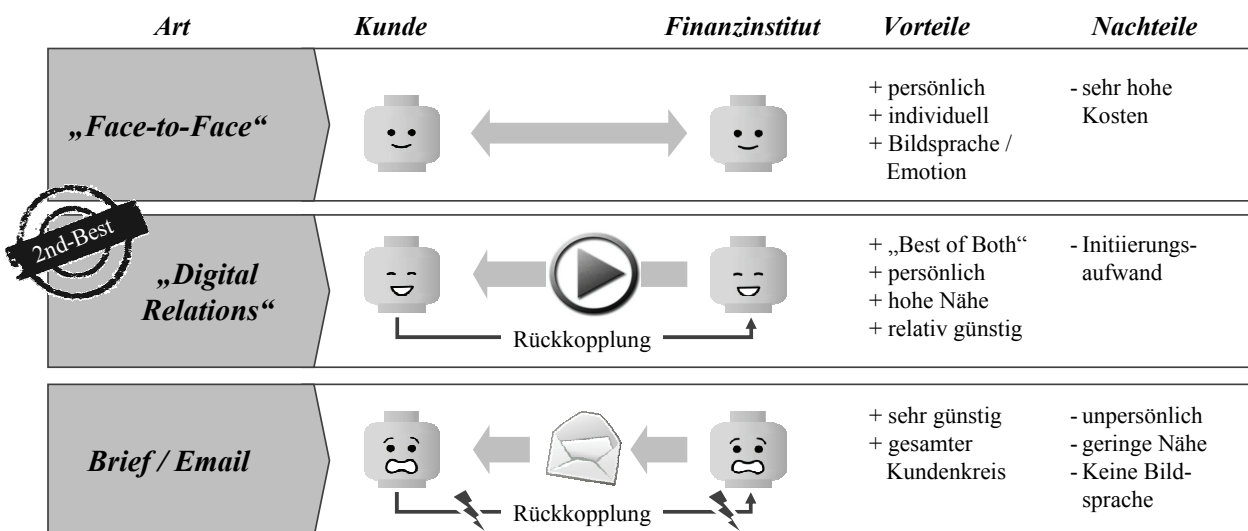 Art Kunde Finanzinstitut Vorteile Nachteile
„Face-to-Face“
+ persönlich
+ individuell
+ Bildsprache /
Emotion
- sehr hohe
Kosten
2nd-Best
„Digital
Relations“
Rückkopplung
+ „Best of Both“
+ persönlich
+ hohe Nähe
+ relativ günstig
- Initiierungs-
aufwand
Brief / Email
Rückkopplung
+ sehr günstig
+ gesamter
Kundenkreis
- unpersönlich
- geringe Nähe
- Keine Bild-
sprache